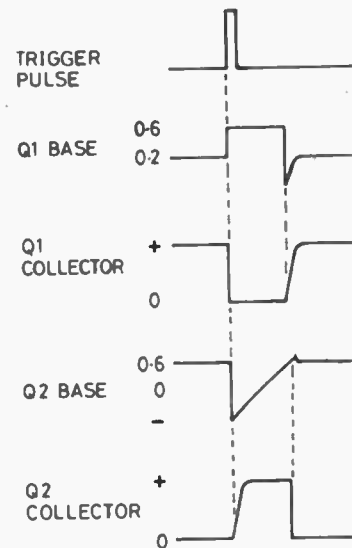 TRIGGER
PULSE
0·6
Q1 BASE
0·2
Q1
COLLECTOR
+
0
0·6
Q2 BASE
0
-
Q2
COLLECTOR
+
0